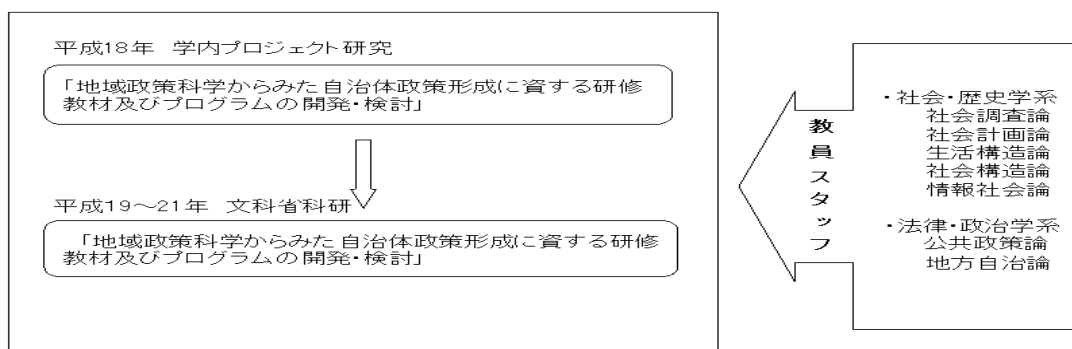 平成18年 学内プロジェクト研究
「地域政策科学からみた自治体政策形成に資する研修
教材及びプログラムの開発・検討」
平成19～21年 文科省科研
「地域政策科学からみた自治体政策形成に資する研修
教材及びプログラムの開発・検討」
教員スタッフ
・社会・歴史学系
社会調査論
社会計画論
生活構造論
社会構造論
情報社会論
・法律・政治学系
公共政策論
地方自治論